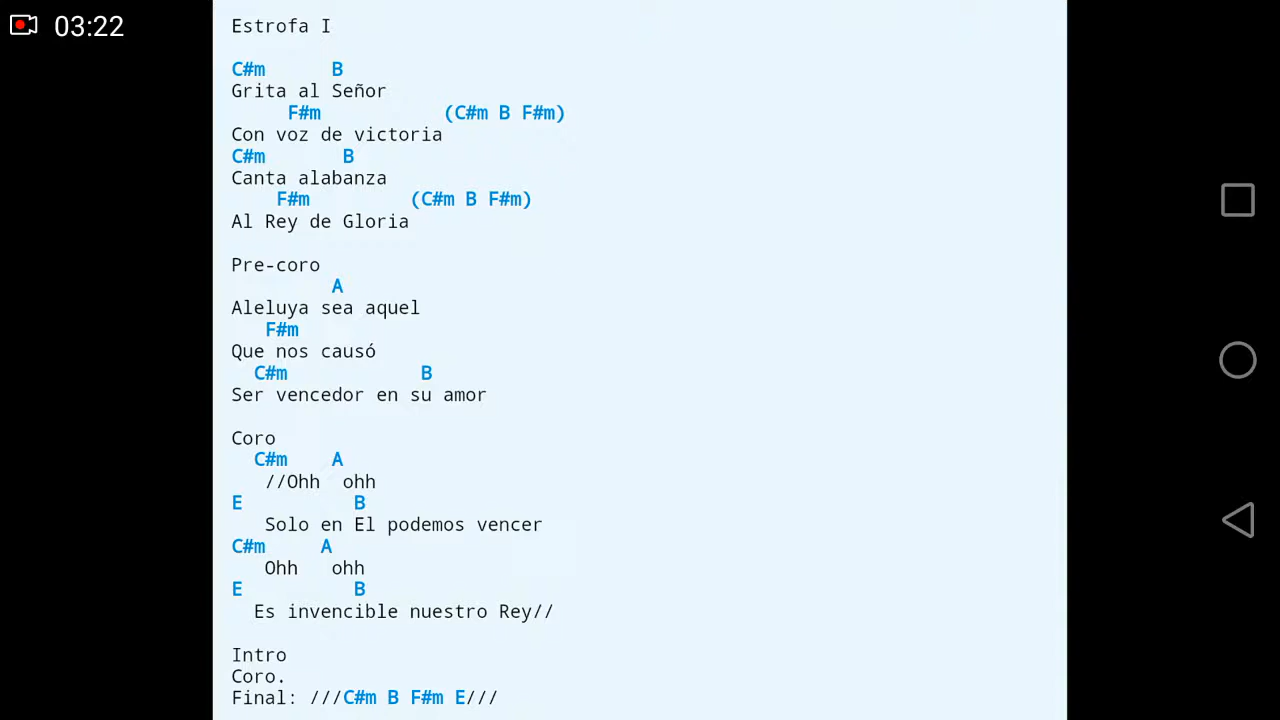 03:22
Estrofa I
C#m      B
Grita al Señor
     F#m           (C#m B F#m)
Con voz de victoria
C#m       B
Canta alabanza
    F#m         (C#m B F#m)
Al Rey de Gloria
Pre-coro
         A
Aleluya sea aquel
   F#m
Que nos causó
  C#m            B
Ser vencedor en su amor
Coro
  C#m    A
   //Ohh  ohh
E          B
   Solo en El podemos vencer
C#m     A
   Ohh   ohh
E          B
  Es invencible nuestro Rey//
Intro
Coro.
Final: ///C#m B F#m E///